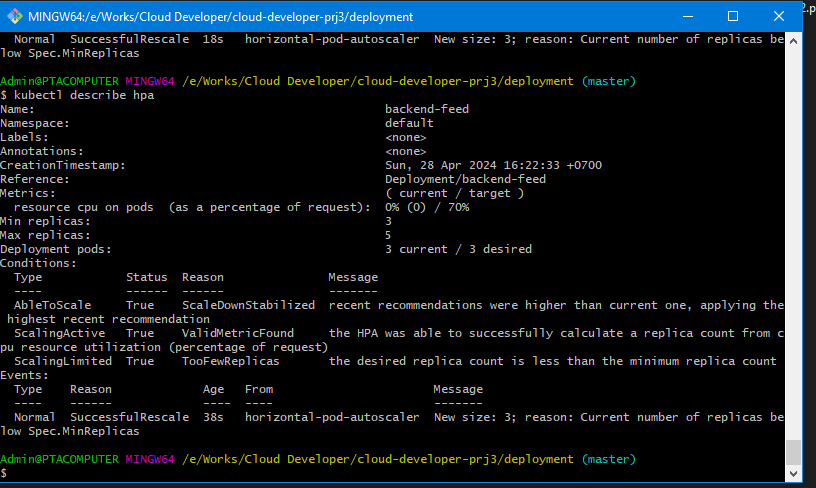 MINGW64:/e/Works/Cloud Developer/cloud-developer-prj3/deployment
2.p
Normal  SuccessfulRescale  18s   horizontal-pod-autoscaler  New size: 3; reason: Current number of replicas be
low Spec.MinReplicas
Admin@PTACOMPUTER MINGW64 /e/Works/Cloud Developer/cloud-developer-prj3/deployment (master)
$ kubectl describe hpa
Name:                                                  backend-feed
Namespace:                                             default
Labels:                                                <none>
Annotations:                                           <none>
CreationTimestamp:                                     Sun, 28 Apr 2024 16:22:33 +0700
Reference:                                             Deployment/backend-feed
Metrics:                                               ( current / target )
  resource cpu on pods  (as a percentage of request):  0% (0) / 70%
Min replicas:                                          3
Max replicas:                                          5
Deployment pods:                                       3 current / 3 desired
Conditions:
  Type            Status  Reason               Message
  ----            ------  ------               -------
  AbleToScale     True    ScaleDownStabilized  recent recommendations were higher than current one, applying the
 highest recent recommendation
  ScalingActive   True    ValidMetricFound     the HPA was able to successfully calculate a replica count from c
pu resource utilization (percentage of request)
  ScalingLimited  True    TooFewReplicas       the desired replica count is less than the minimum replica count
Events:
  Type    Reason             Age   From                       Message
  ----    ------             ----  ----                       -------
  Normal  SuccessfulRescale  38s   horizontal-pod-autoscaler  New size: 3; reason: Current number of replicas be
low Spec.MinReplicas
Admin@PTACOMPUTER MINGW64 /e/Works/Cloud Developer/cloud-developer-prj3/deployment (master)
$